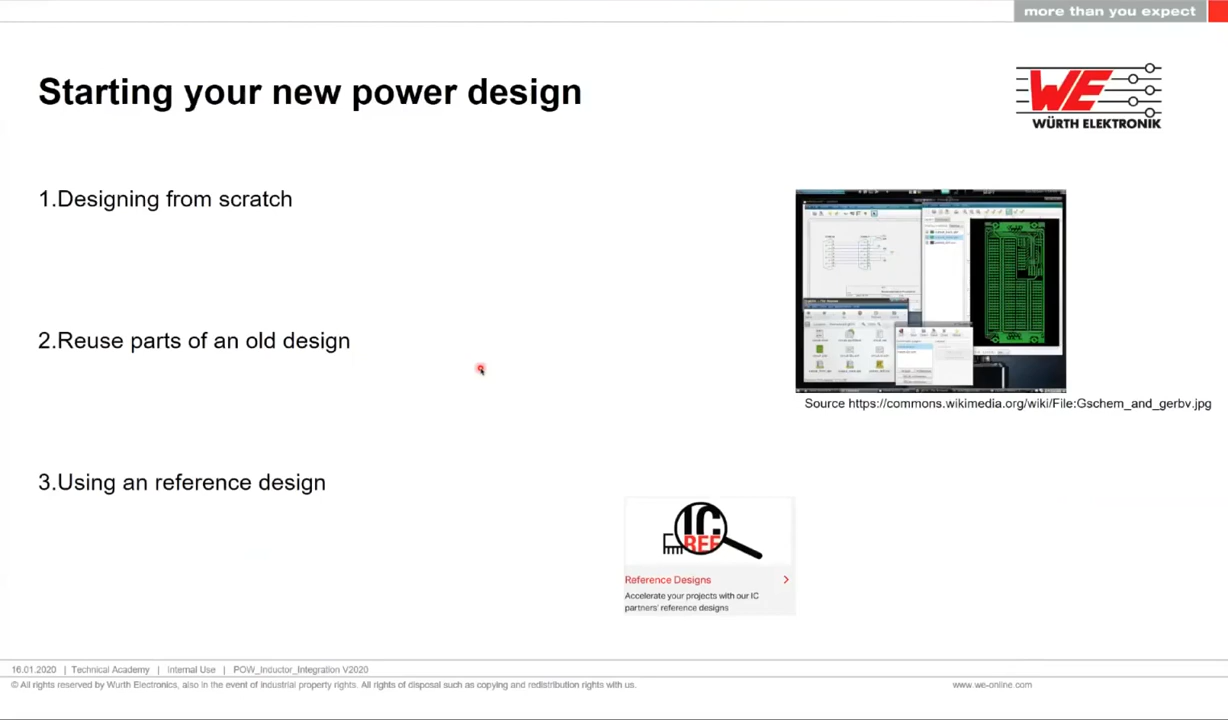 more than you expect
Starting your new power design
WE
WÜRTH ELEKTRONIK
1.Designing from scratch
2.Reuse parts of an old design
Source https://commons.wikimedia.org/wiki/File:Gschem_and_gerbv.jpg
3.Using an reference design
IC
REF
Reference Designs
Accelerate your projects with our IC
partners' reference designs
16.01.2020 | Technical Academy | Internal Use | POW_Inductor_Integration V2020
© All rights reserved by Wurth Electronics, also in the event of industrial property rights. All rights of disposal such as copying and redistribution rights with us.
www.we-online.com